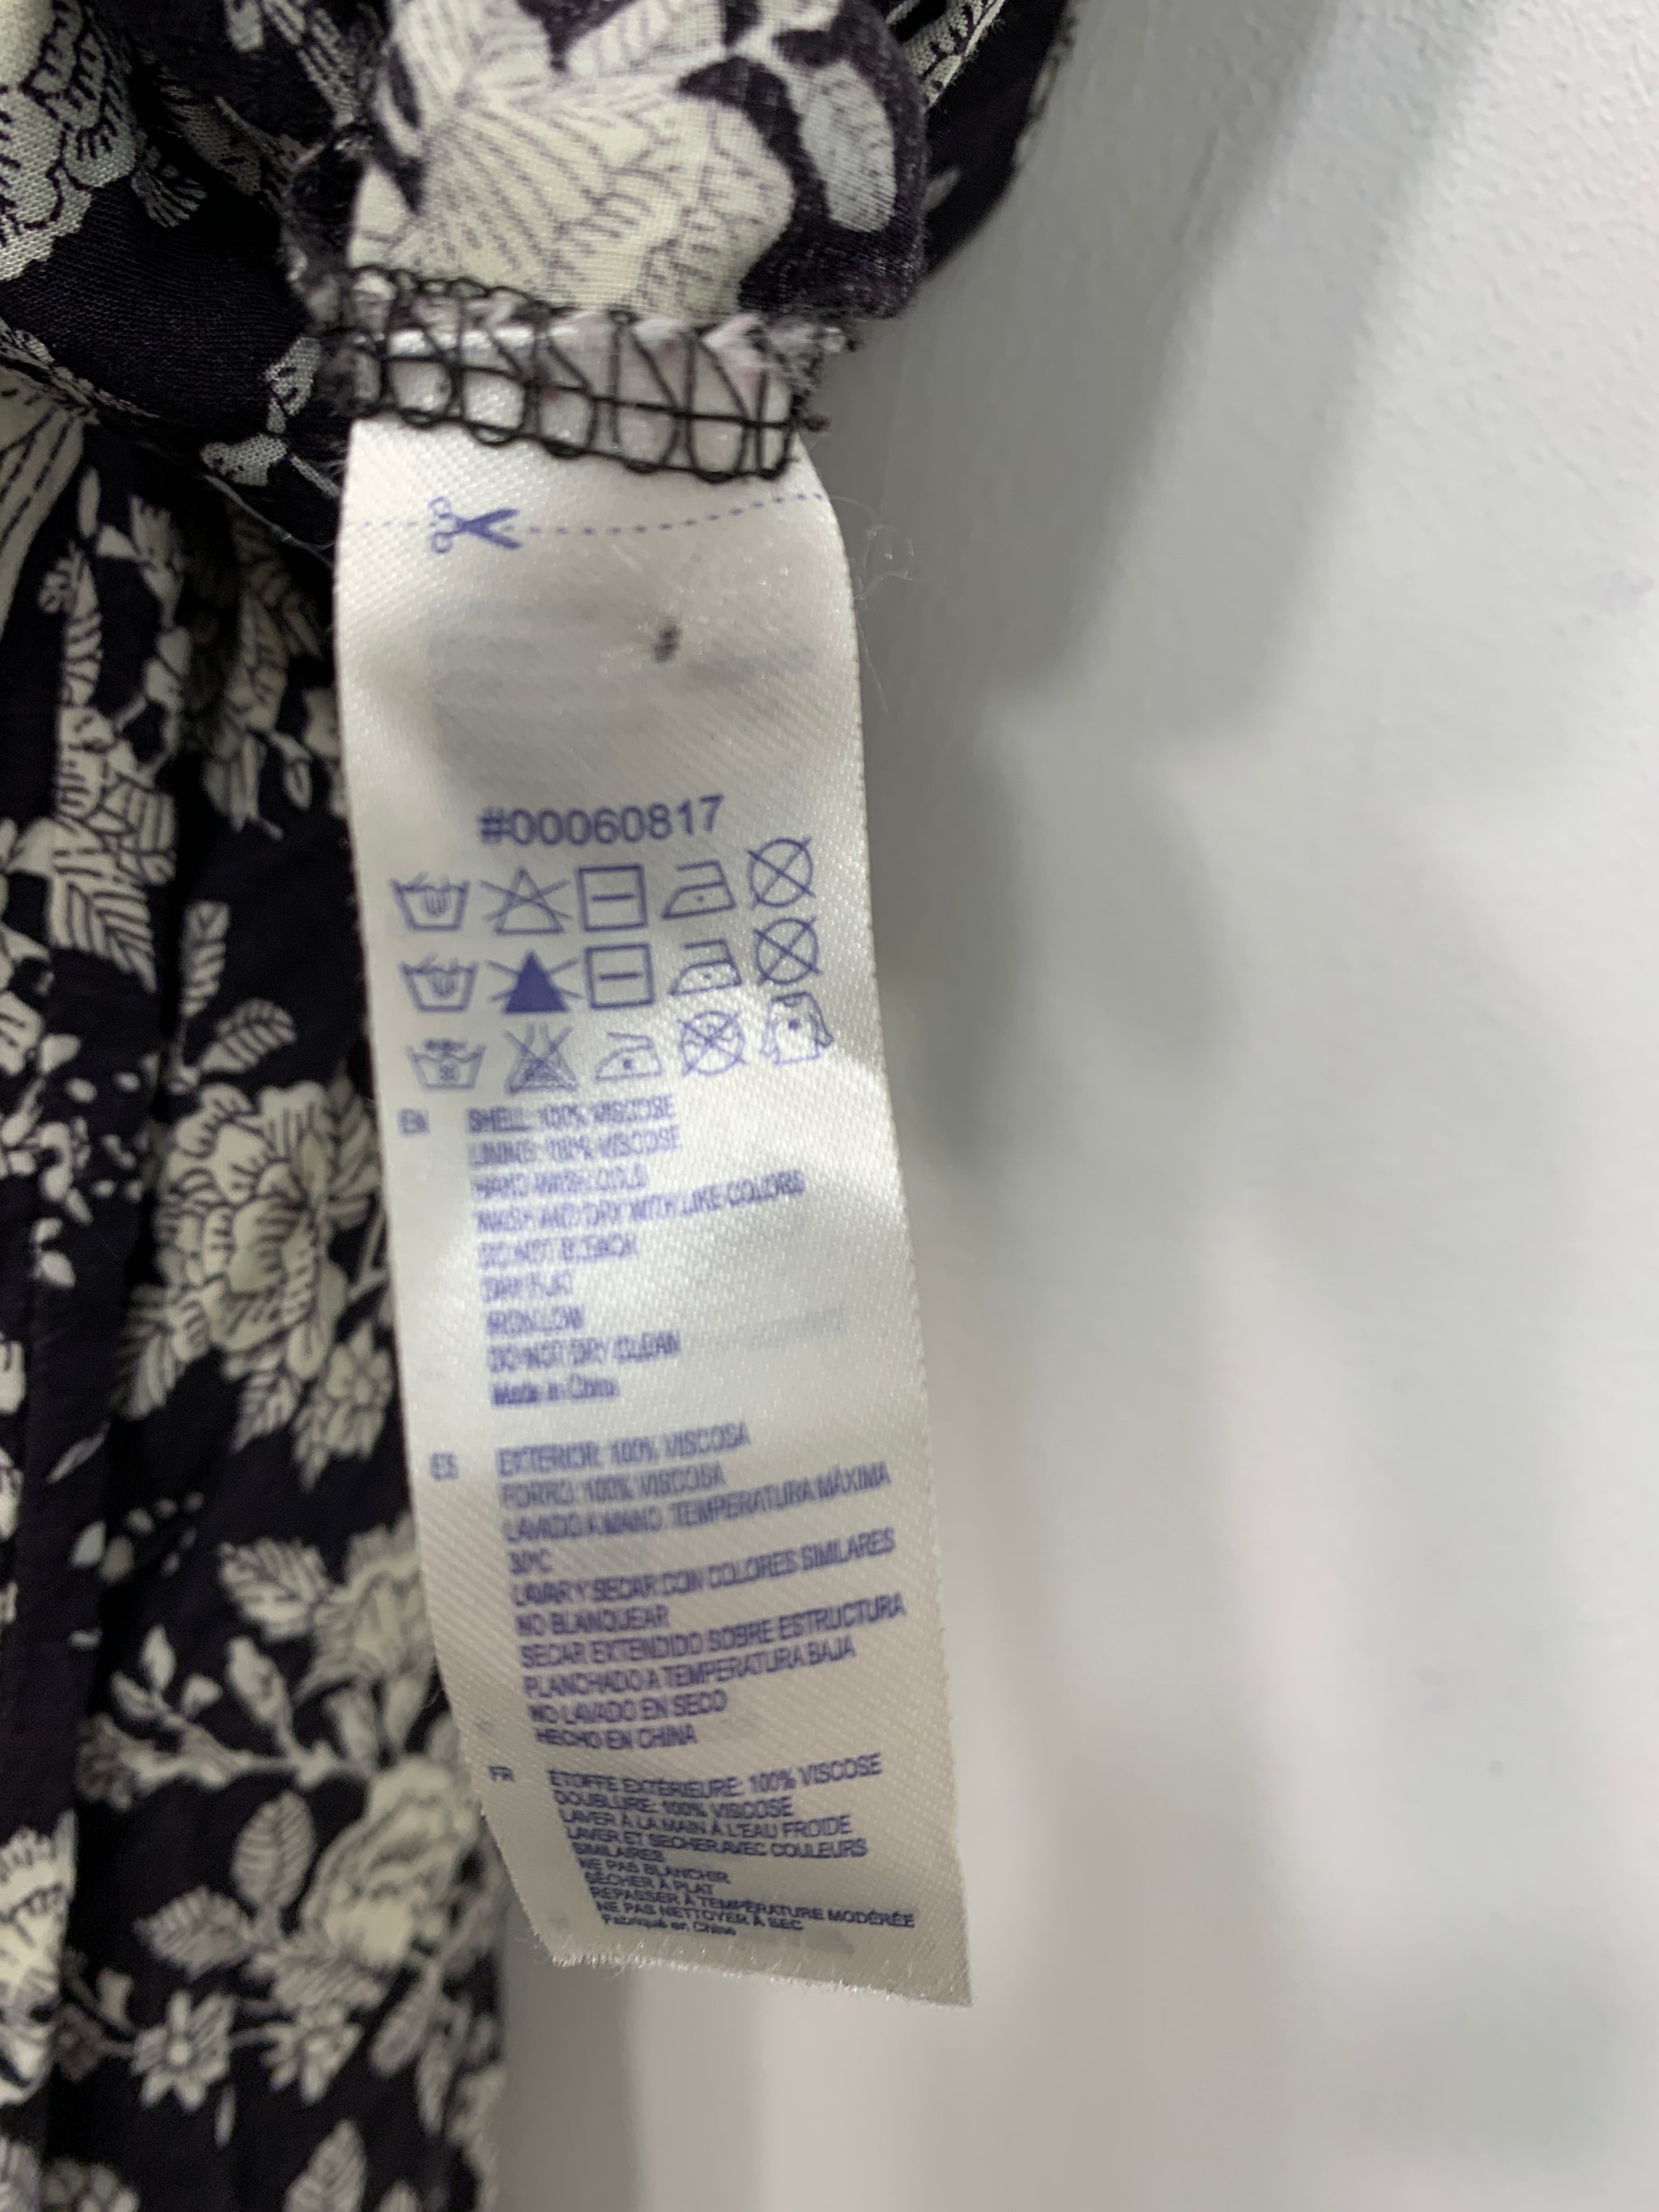 #00060817
EN SHELL: 100% VISCOSE
LINING: 100% VISCOSE
HAND WASH COLD
WASH AND DRY WITH LIKE COLORS
DO NOT BLEACH
DRY FLAT
IRON LOW
DO NOT DRY CLEAN
Made in China
ES EXTERIOR: 100% VISCOSA
FORRO: 100% VISCOSA
LAVADO A MANO. TEMPERATURA MÁXIMA
30ºC
LAVAR Y SECAR CON COLORES SIMILARES
NO BLANQUEAR
SECAR EXTENDIDO SOBRE ESTRUCTURA
PLANCHADO A TEMPERATURA BAJA
NO LAVADO EN SECO
HECHO EN CHINA
FR ÉTOFFE EXTÉRIEURE: 100% VISCOSE
DOUBLURE: 100% VISCOSE
LAVER À LA MAIN À L'EAU FROIDE
LAVER ET SÉCHER AVEC COULEURS
SIMILAIRES
NE PAS BLANCHIR
SÉCHER À PLAT
REPASSER À TEMPÉRATURE MODÉRÉE
NE PAS NETTOYER À SEC
Fabriqué en Chine